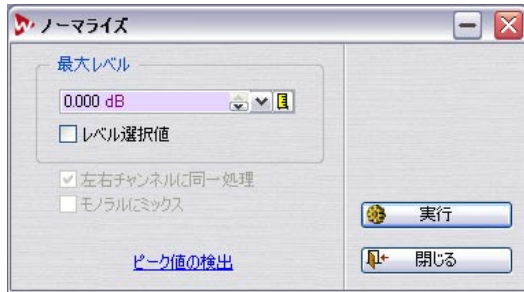 ノーマライズ
最大レベル
0.000 dB
レベル選択値
左右チャンネルに同一処理
モノラルにミックス
ピーク値の検出
実行
閉じる